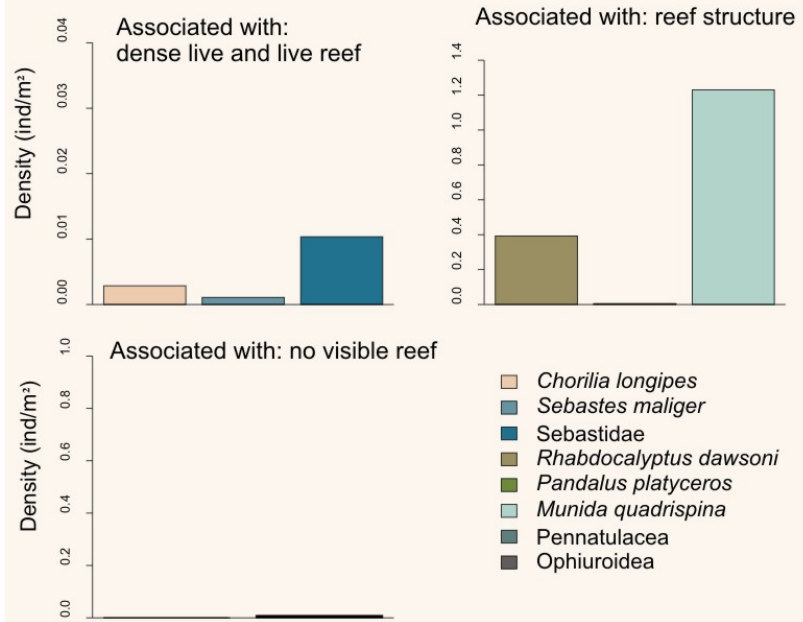 Associated with:
dense live and live reef
Density (ind/m²)
0.04
0.03
0.02
0.01
0.00
Associated with: reef structure
1.4
1.2
1.0
0.8
0.6
0.4
0.2
0.0
Associated with: no visible reef
Density (ind/m²)
1.0
0.8
0.6
0.4
0.2
0.0
Chorilia longipes
Sebastes maliger
Sebastidae
Rhabdocalyptus dawsoni
Pandalus platyceros
Munida quadrispina
Pennatulacea
Ophiuroidea